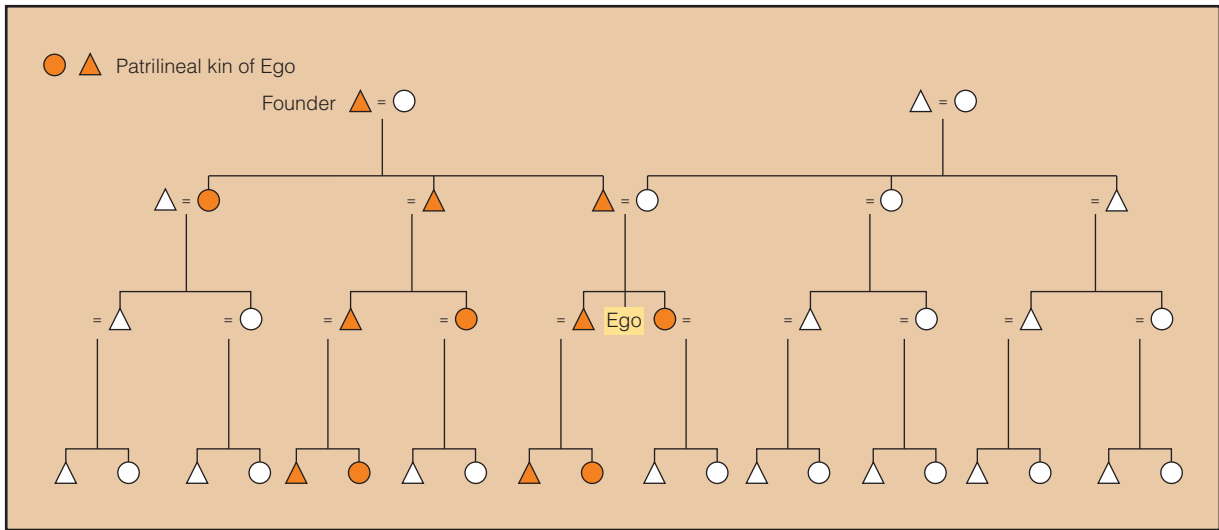 Patrilineal kin of Ego
Founder = =
= = = = =
= = = = Ego = = = = =